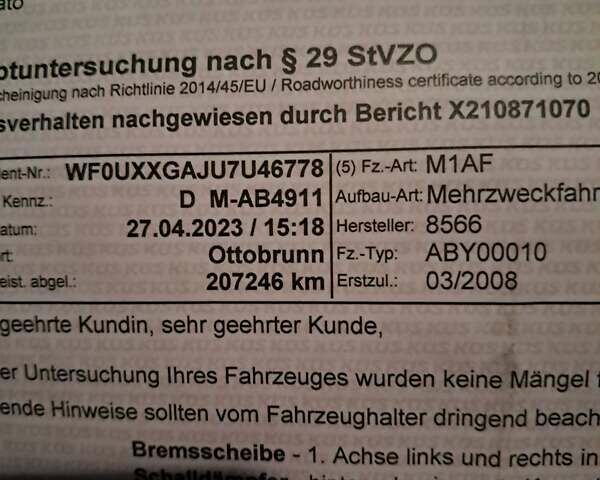 ato
otuntersuchung nach § 29 StVZO
cheinigung nach Richtlinie 2014/45/EU / Roadworthiness certificate according to 20
sverhalten nachgewiesen durch Bericht X210871070
ient-Nr.: WF0UXXGAJU7U46778 (5) Fz.-Art: M1AF
Kennz.: D M-AB4911 Aufbau-Art: Mehrzweckfahr
atum: 27.04.2023 / 15:18 Hersteller: 8566
rt: Ottobrunn Fz.-Typ: ABY00010
eist. abgel.: 207246 km Erstzul.: 03/2008
geehrte Kundin, sehr geehrter Kunde,
er Untersuchung Ihres Fahrzeuges wurden keine Mängel f
ende Hinweise sollten vom Fahrzeughalter dringend beach
Bremsscheibe - 1. Achse links und rechts in